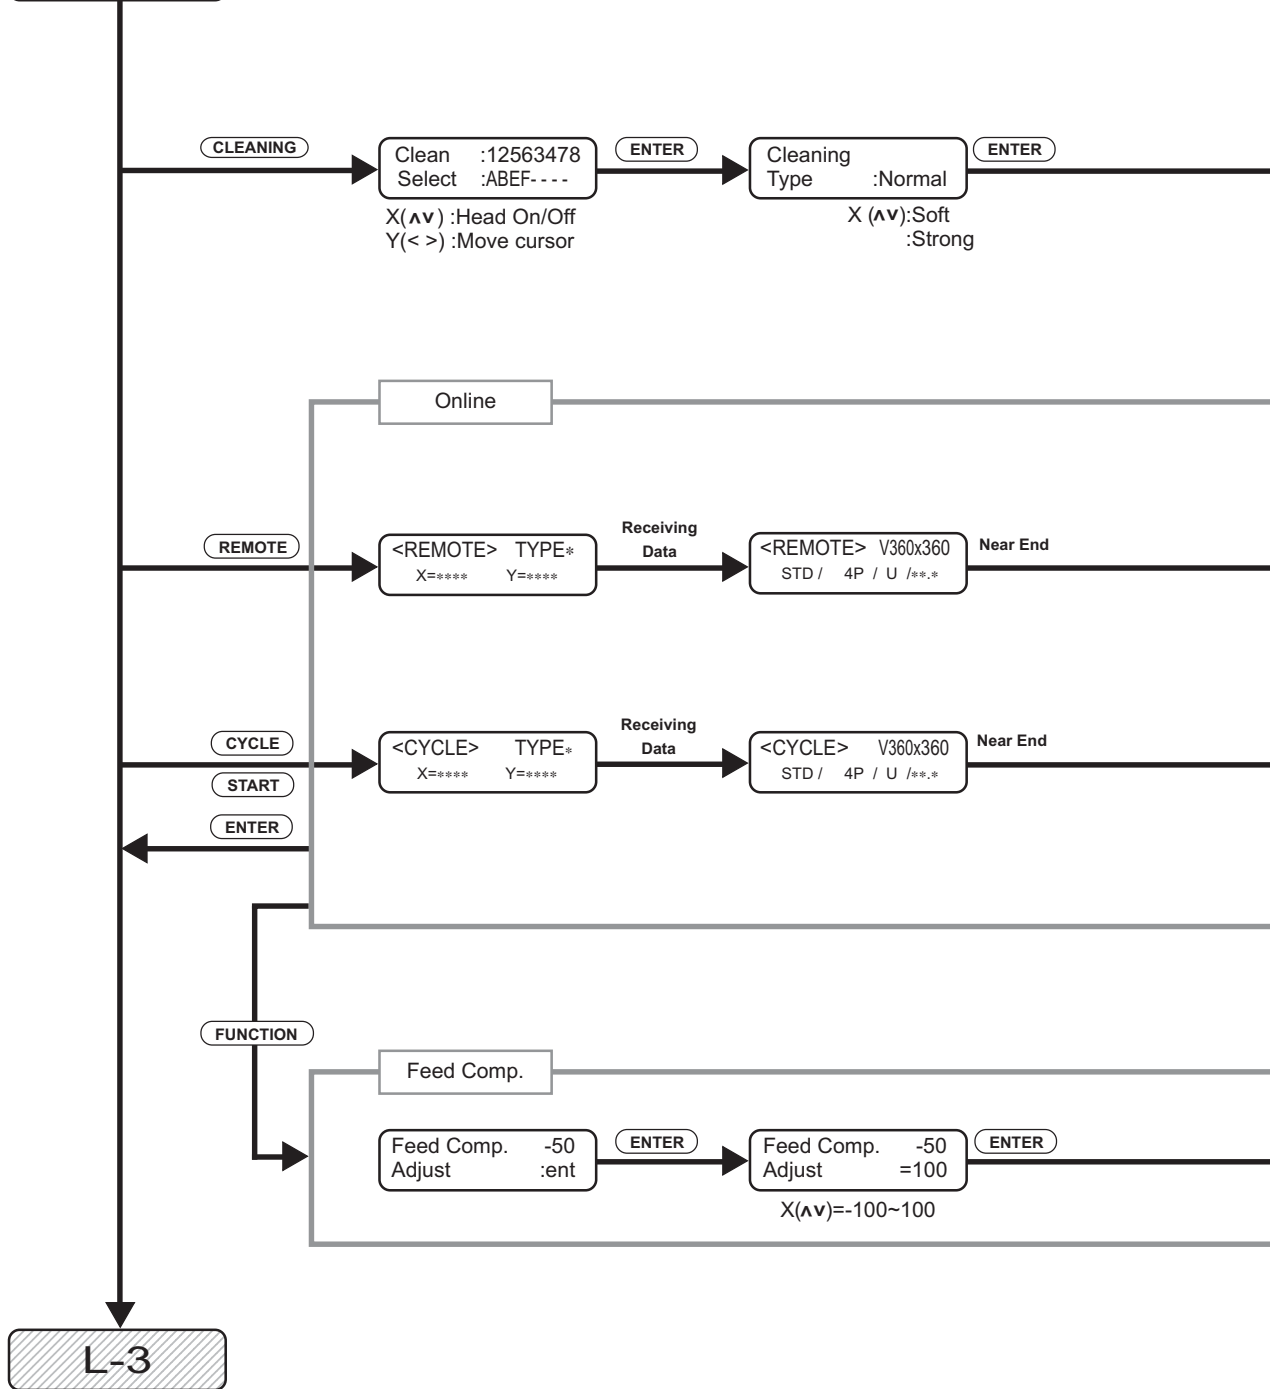 CLEANING
Clean :12563478
Select :ABEF----
X(∧∨) :Head On/Off
Y(< >) :Move cursor
ENTER
Cleaning
Type :Normal
X (∧∨):Soft
:Strong
ENTER
Online
REMOTE
<REMOTE> TYPE*
X=**** Y=****
Receiving
Data
<REMOTE> V360x360
STD / 4P / U /**.*
Near End
CYCLE
START
ENTER
<CYCLE> TYPE*
X=**** Y=****
Receiving
Data
<CYCLE> V360x360
STD / 4P / U /**.*
Near End
FUNCTION
Feed Comp.
Feed Comp. -50
Adjust :ent
ENTER
Feed Comp. -50
Adjust =100
X(∧∨)=-100~100
ENTER
L-3